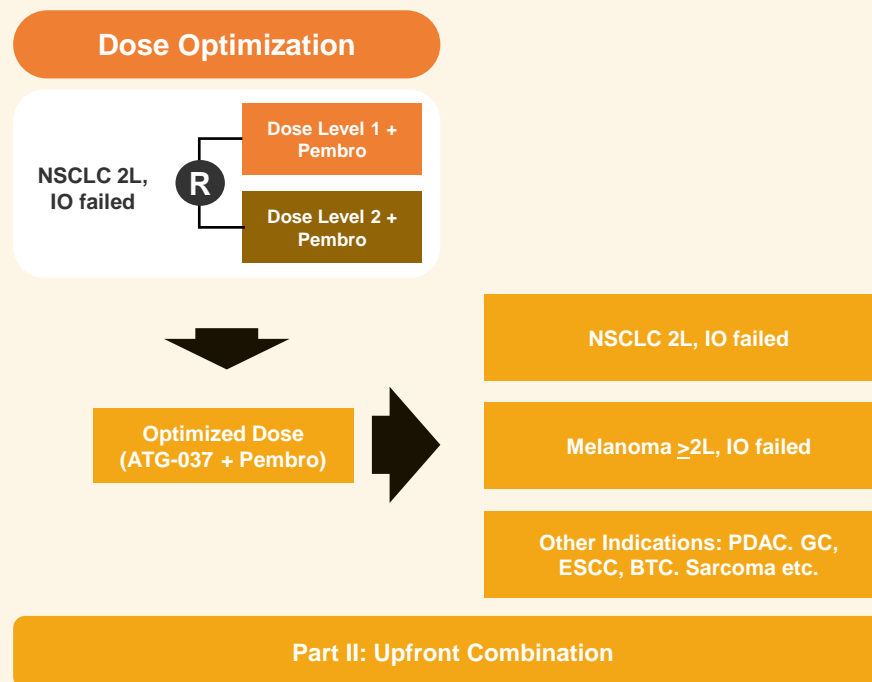 Dose Optimization
NSCLC 2L,
IO failed
R
Dose Level 1 +
Pembro
Dose Level 2 +
Pembro
Optimized Dose
(ATG-037 + Pembro)
NSCLC 2L, IO failed
Melanoma ≥2L, IO failed
Other Indications: PDAC. GC,
ESCC, BTC. Sarcoma etc.
Part II: Upfront Combination